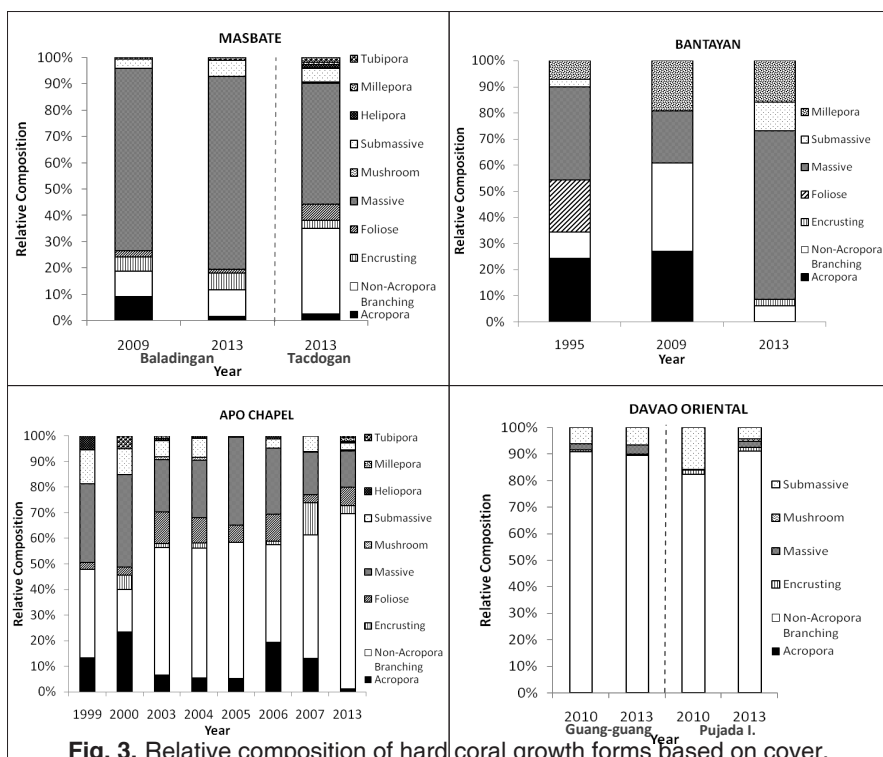 MASBATE
100%
90%
80%
70%
60%
50%
40%
30%
20%
10%
0%
Relative Composition
Tubipora
Millepora
Helipora
Submassive
Mushroom
Massive
Foliose
Encrusting
Non-Acropora
Branching
Acropora
2009 2013 2013
Baladingan Tacdogan
Year
BANTAYAN
100%
90%
80%
70%
60%
50%
40%
30%
20%
10%
0%
Relative Composition
Millepora
Submassive
Massive
Foliose
Encrusting
Non-Acropora
Branching
Acropora
1995 2009 2013
Year
APO CHAPEL
100%
90%
80%
70%
60%
50%
40%
30%
20%
10%
0%
Relative Composition
Tubipora
Millepora
Heliopora
Submassive
Mushroom
Massive
Foliose
Encrusting
Non-Acropora
Branching
Acropora
1999 2000 2003 2004 2005 2006 2007 2013
Year
DAVAO ORIENTAL
100%
90%
80%
70%
60%
50%
40%
30%
20%
10%
0%
Relative Composition
Submassive
Mushroom
Massive
Encrusting
Non-Acropora
Branching
Acropora
2010 2013 2010 2013
Guang-guang Pujada I.
Year
Fig. 3. Relative composition of hard coral growth forms based on cover.